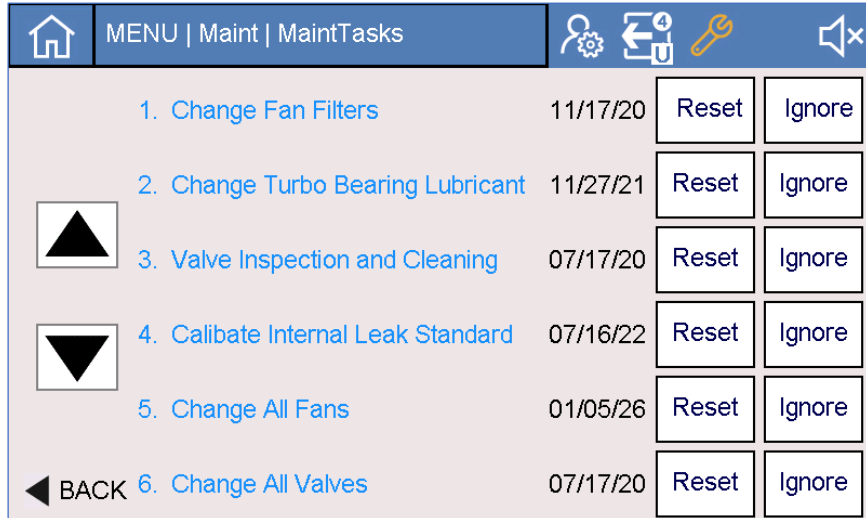 MENU | Maint | MaintTasks 4 U
1. Change Fan Filters 11/17/20 Reset Ignore
2. Change Turbo Bearing Lubricant 11/27/21 Reset Ignore
3. Valve Inspection and Cleaning 07/17/20 Reset Ignore
4. Calibate Internal Leak Standard 07/16/22 Reset Ignore
5. Change All Fans 01/05/26 Reset Ignore
BACK 6. Change All Valves 07/17/20 Reset Ignore